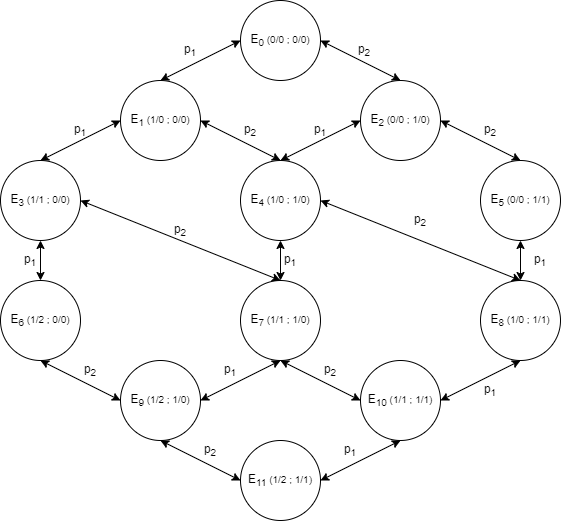 E0 (0/0 ; 0/0)
p1
p2
E1 (1/0 ; 0/0)
E2 (0/0 ; 1/0)
p1
p2
p1
p2
E3 (1/1 ; 0/0)
E4 (1/0 ; 1/0)
E5 (0/0 ; 1/1)
p2
p2
p1
p1
p1
E6 (1/2 ; 0/0)
E7 (1/1 ; 1/0)
E8 (1/0 ; 1/1)
p2
p1
p2
p1
E9 (1/2 ; 1/0)
E10 (1/1 ; 1/1)
p2
p1
E11 (1/2 ; 1/1)